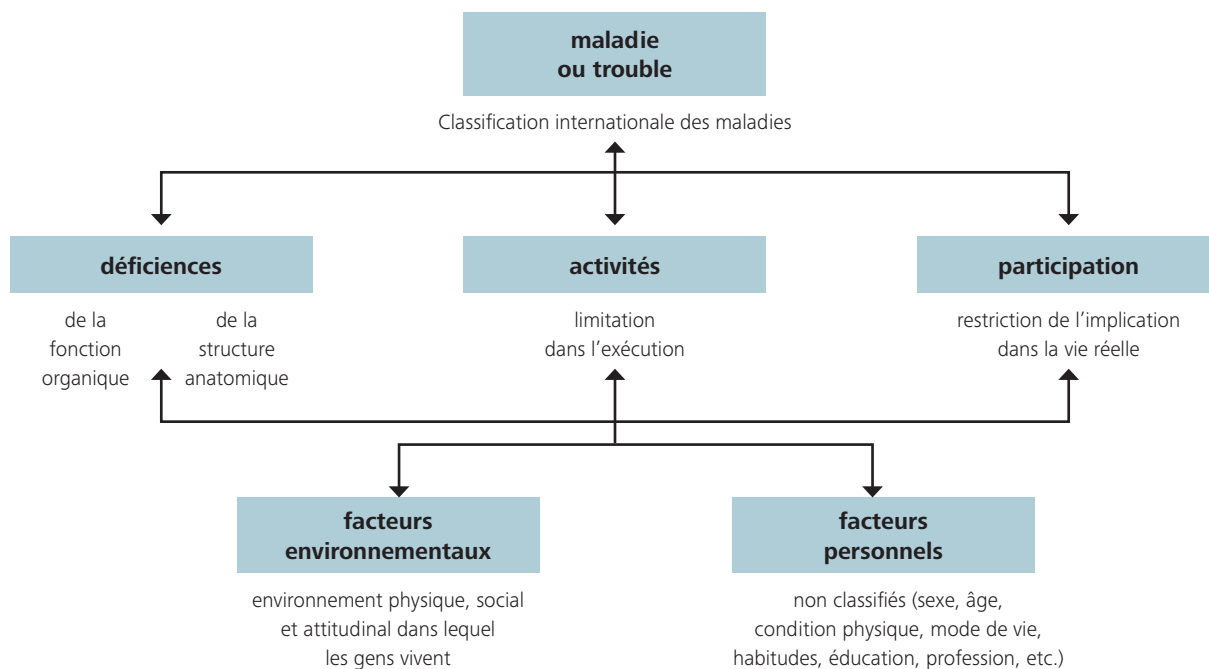 maladie
ou trouble
Classification internationale des maladies
déficiences
de la
fonction
organique
de la
structure
anatomique
activités
limitation
dans l’exécution
participation
restriction de l’implication
dans la vie réelle
facteurs
environnementaux
environnement physique, social
et attitudinal dans lequel
les gens vivent
facteurs
personnels
non classifiés (sexe, âge,
condition physique, mode de vie,
habitudes, éducation, profession, etc.)